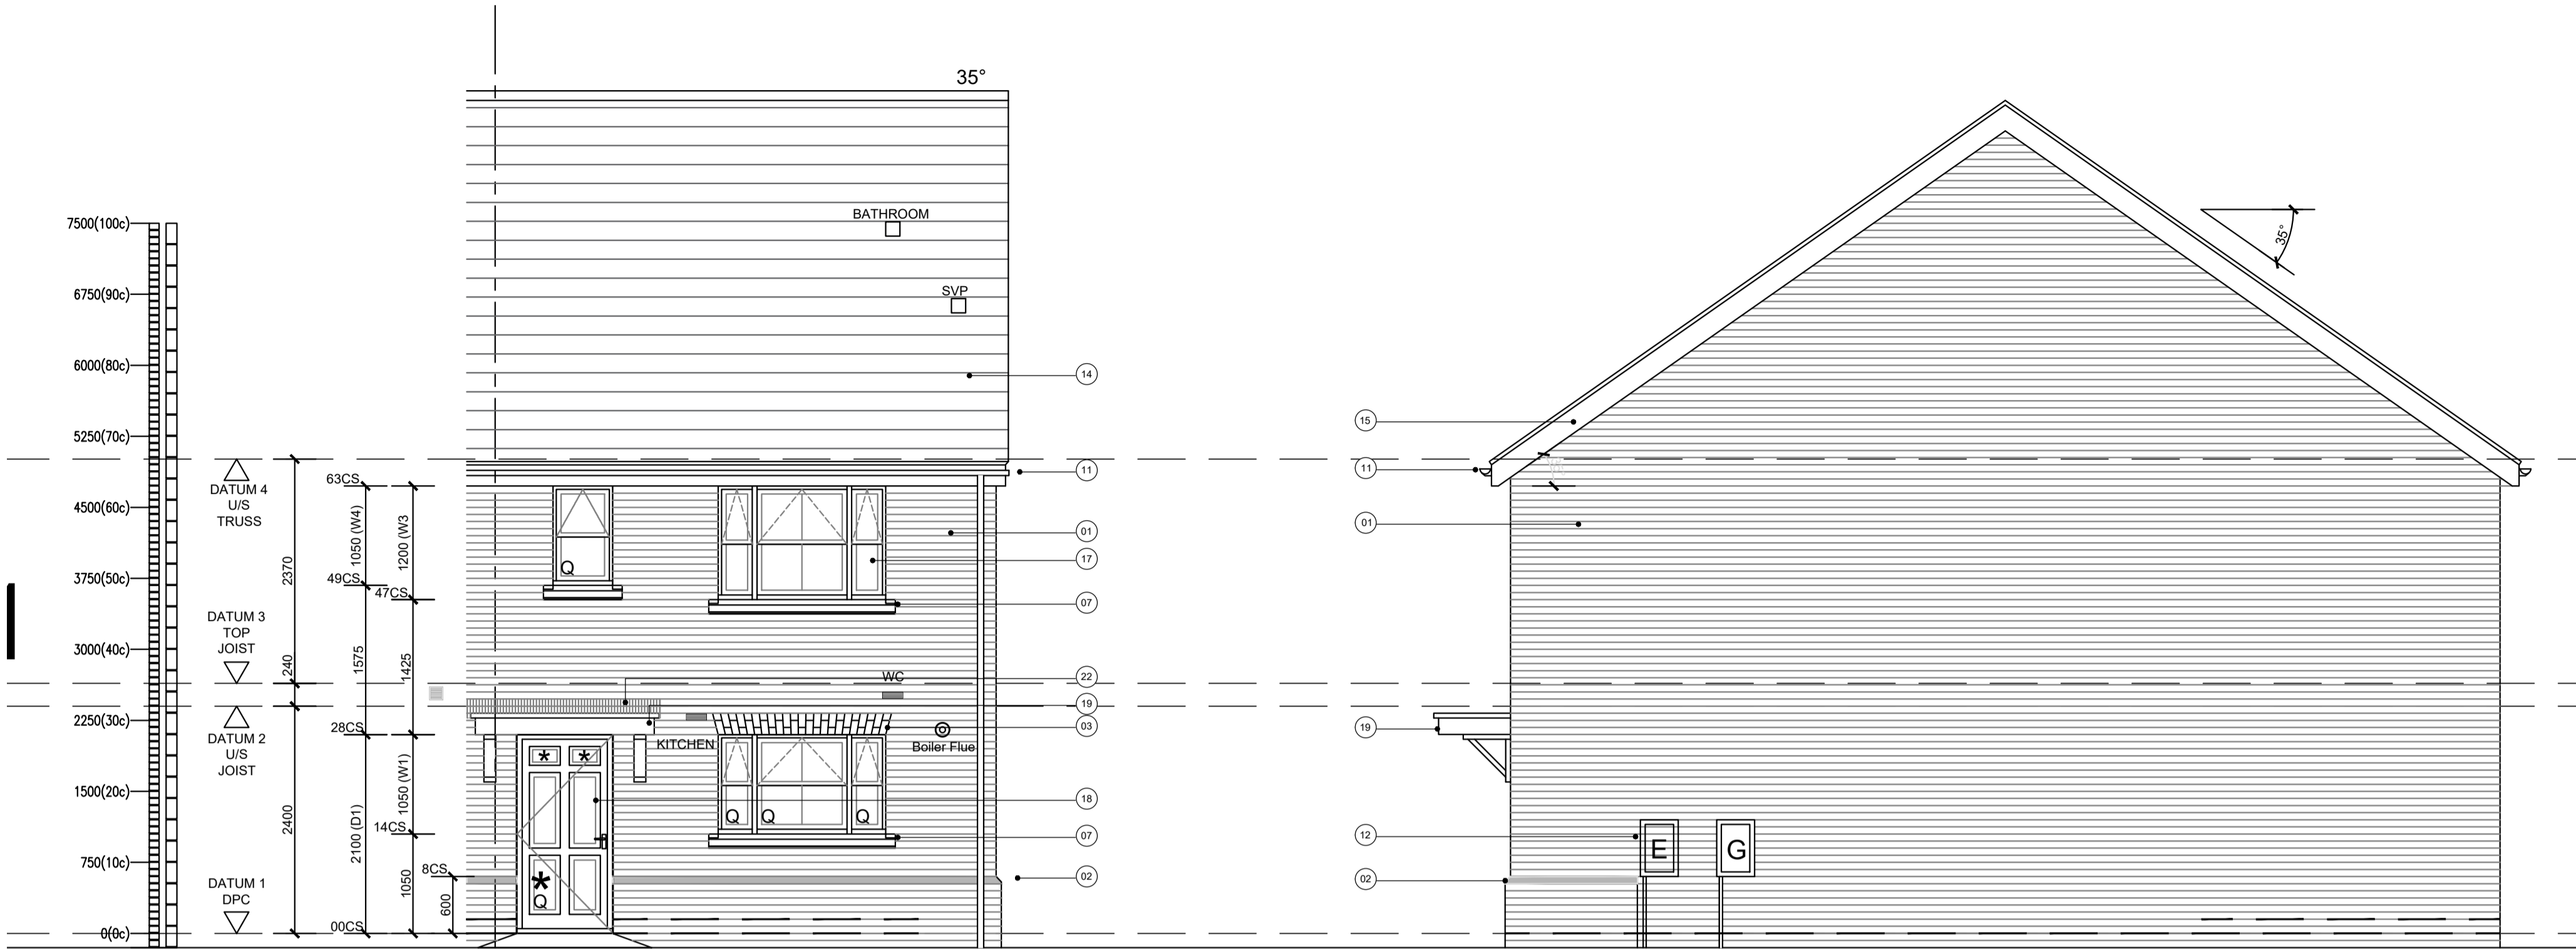 35°
7500(100c)
6750(90c)
6000(80c)
5250(70c)
4500(60c)
3750(50c)
3000(40c)
2250(30c)
1500(20c)
750(10c)
0(0c)
DATUM 4
U/S
TRUSS
DATUM 3
TOP
JOIST
DATUM 2
U/S
JOIST
DATUM 1
DPC
2370
240
2400
63CS
49CS
47CS
28CS
14CS
8CS
00CS
1050 (W4)
1575
2100 (D1)
1200 (W3
1425
1050 (W1)
1050
600
BATHROOM
SVP
Q
WC
KITCHEN
Boiler Flue
* *
Q Q Q
*
Q
14
11
01
17
07
22
19
03
18
07
02
35°
15
11
01
19
12
02
E
G